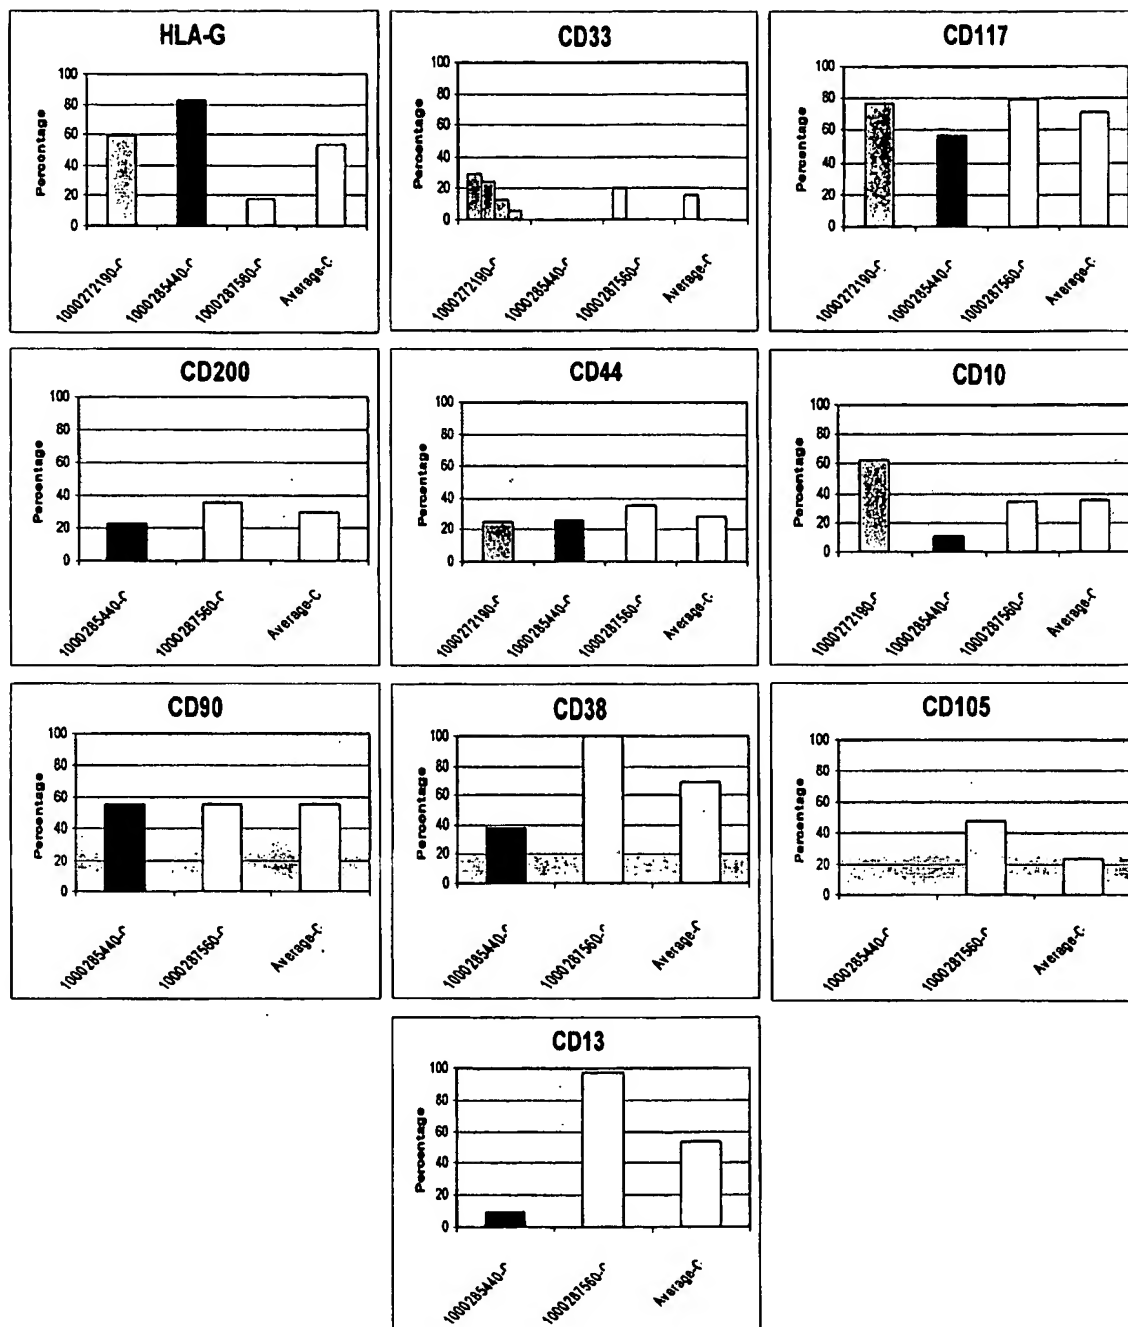 HLA-G
Percentage
100
80
60
40
20
0
1000272190-C
1000285440-C
1000287560-C
Average-C
CD33
Percentage
100
80
60
40
20
0
1000272190-C
1000285440-C
1000287560-C
Average-C
CD117
Percentage
100
80
60
40
20
0
1000272190-C
1000285440-C
1000287560-C
Average-C
CD200
Percentage
100
80
60
40
20
0
1000285440-C
1000287560-C
Average-C
CD44
Percentage
100
80
60
40
20
0
1000272190-C
1000285440-C
1000287560-C
Average-C
CD10
Percentage
100
80
60
40
20
0
1000272190-C
1000285440-C
1000287560-C
Average-C
CD90
Percentage
100
80
60
40
20
0
1000285440-C
1000287560-C
Average-C
CD38
Percentage
100
80
60
40
20
0
1000285440-C
1000287560-C
Average-C
CD105
Percentage
100
80
60
40
20
0
1000285440-C
1000287560-C
Average-C
CD13
Percentage
100
80
60
40
20
0
1000285440-C
1000287560-C
Average-C